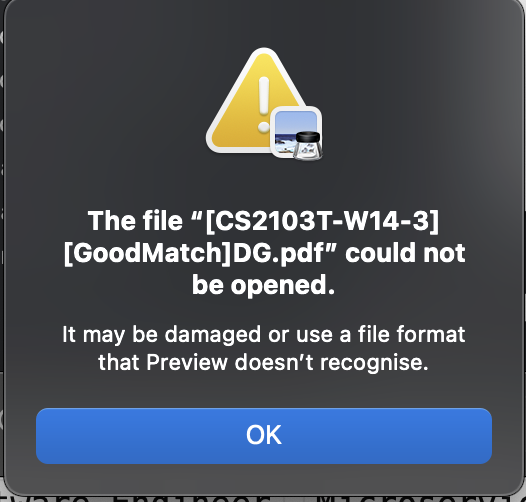 The file “[CS2103T-W14-3]
[GoodMatch]DG.pdf” could not
be opened.
It may be damaged or use a file format
that Preview doesn’t recognise.
OK